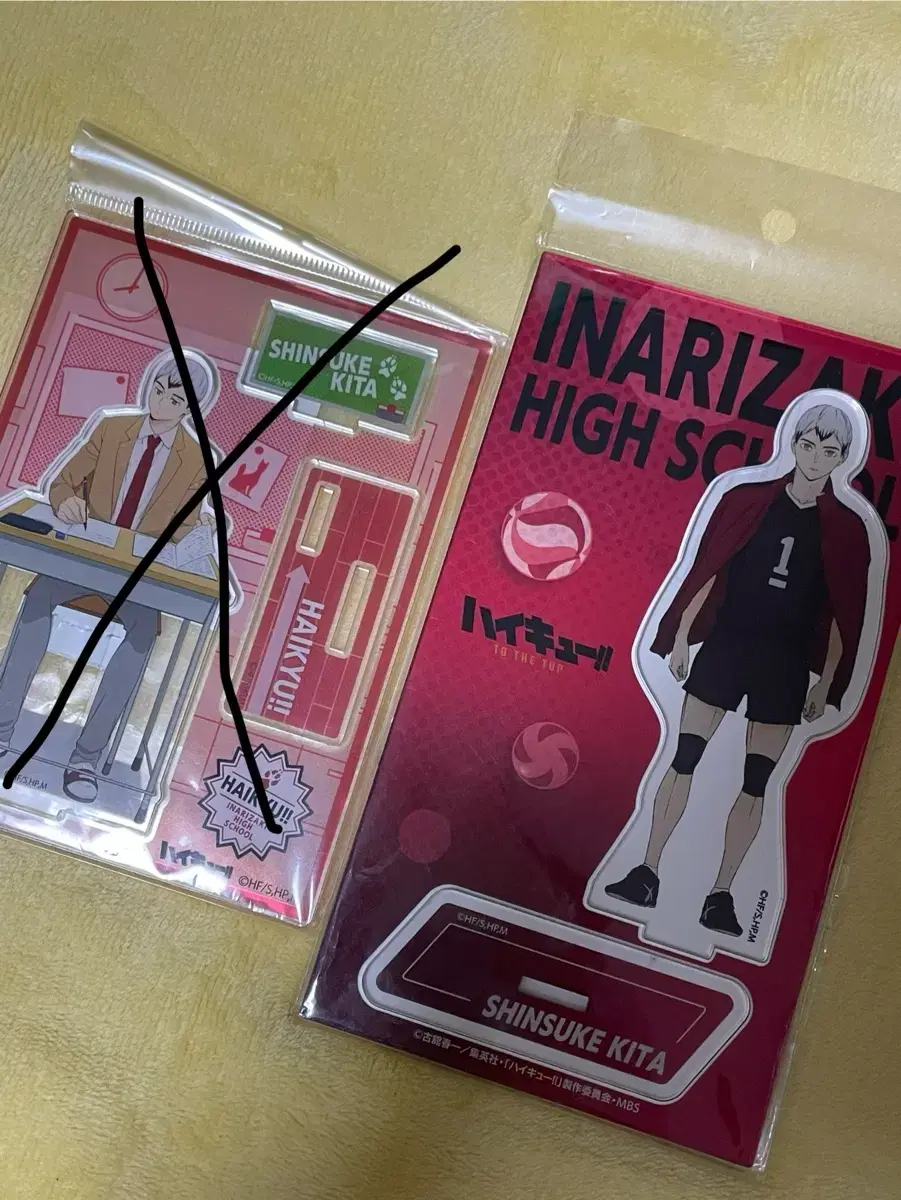 SHINSUKE
KITA
HAIKYU!!
HAIKYU!!
INARIZAKI
HIGH
SCHOOL
ハイキュー!!
©HF/S,HP,M
INARIZAK
HIGH SCHOOL
1
ハイキュー!!
TO THE TOP
©HF/S,HP,M
©HF/S,HP,M
SHINSUKE KITA
©古舘春一/集英社・「ハイキュー!!」製作委員会・MBS